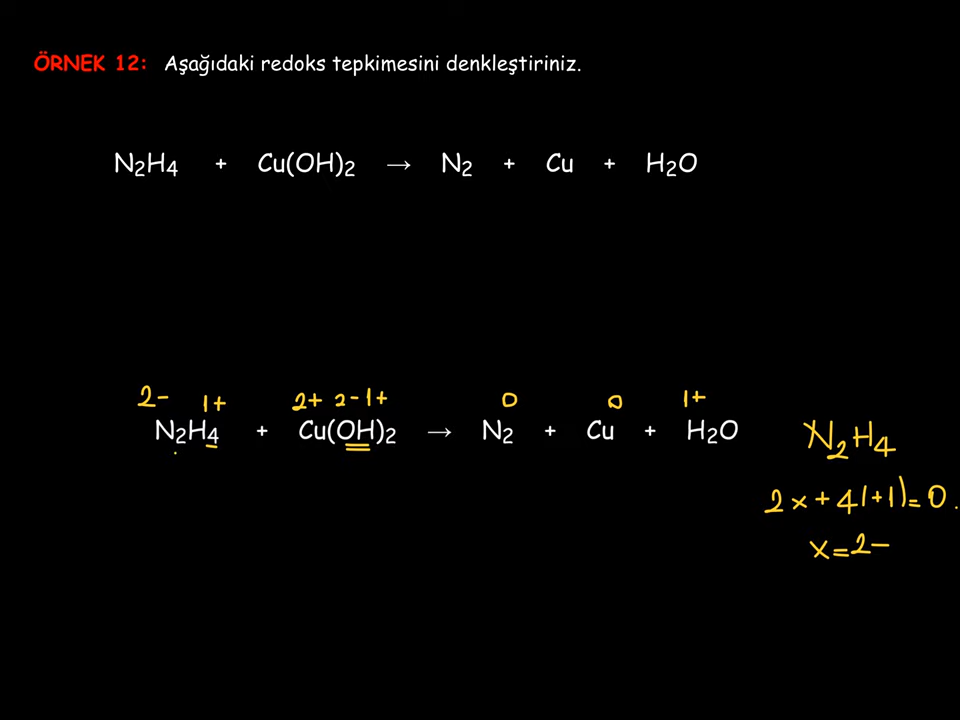 ÖRNEK 12: Aşağıdaki redoks tepkimesini denkleştiriniz.
N2H4 + Cu(OH)2 → N2 + Cu + H2O
2- 1+ 2+ 2- 1+ 0 0 1+
N2H4 + Cu(OH)2 → N2 + Cu + H2O
N2H4
2x+4(+1)=0.
x=2-